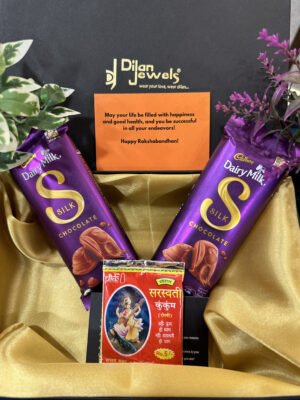 Dilan
Jewels®
wear your love, wear dilan...
May your life be filled with happiness
and good health, and you be successful
in all your endeavors!
Happy Rakshabandhan!
Cadbury
Dairy Milk
S
SILK
CHOCOLATE
Cadbury
Dairy Milk
S
SILK
CHOCOLATE
सरस्वती
कुंकुम